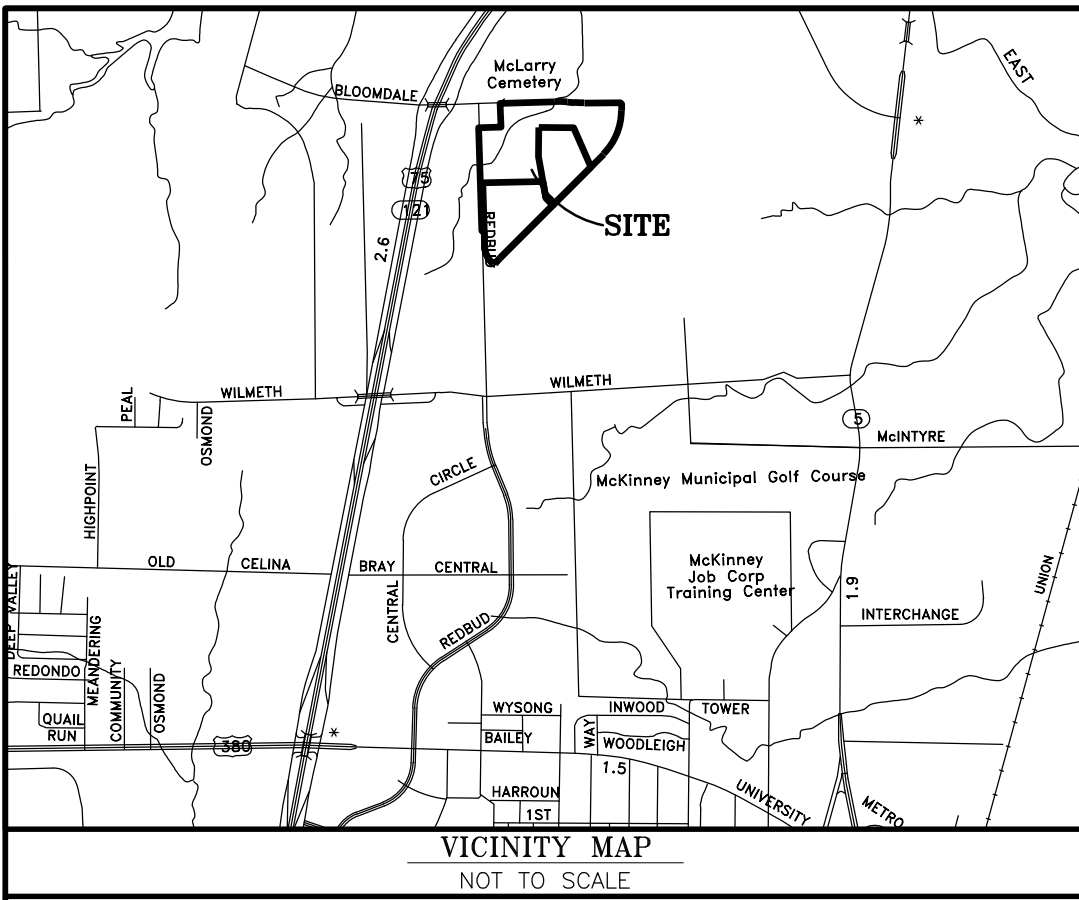 McLarry
Cemetery
EAST
BLOOMDALE
*
75
121
REDBUD
SITE
2.6
WILMETH
WILMETH
PEAL
OSMOND
5
McINTYRE
CIRCLE
McKinney Municipal Golf Course
HIGHPOINT
OLD CELINA
BRAY CENTRAL
McKinney
Job Corp
Training Center
UNION
1.9
DEEP VALLEY
CENTRAL
INTERCHANGE
REDBUD
MEANDERING
REDONDO
COMMUNITY
OSMOND
QUAIL
RUN
WYSONG
INWOOD
TOWER
BAILEY
WAY
WOODLEIGH
*
380
1.5
HARROUN
1ST
UNIVERSITY
METRO
VICINITY MAP
NOT TO SCALE